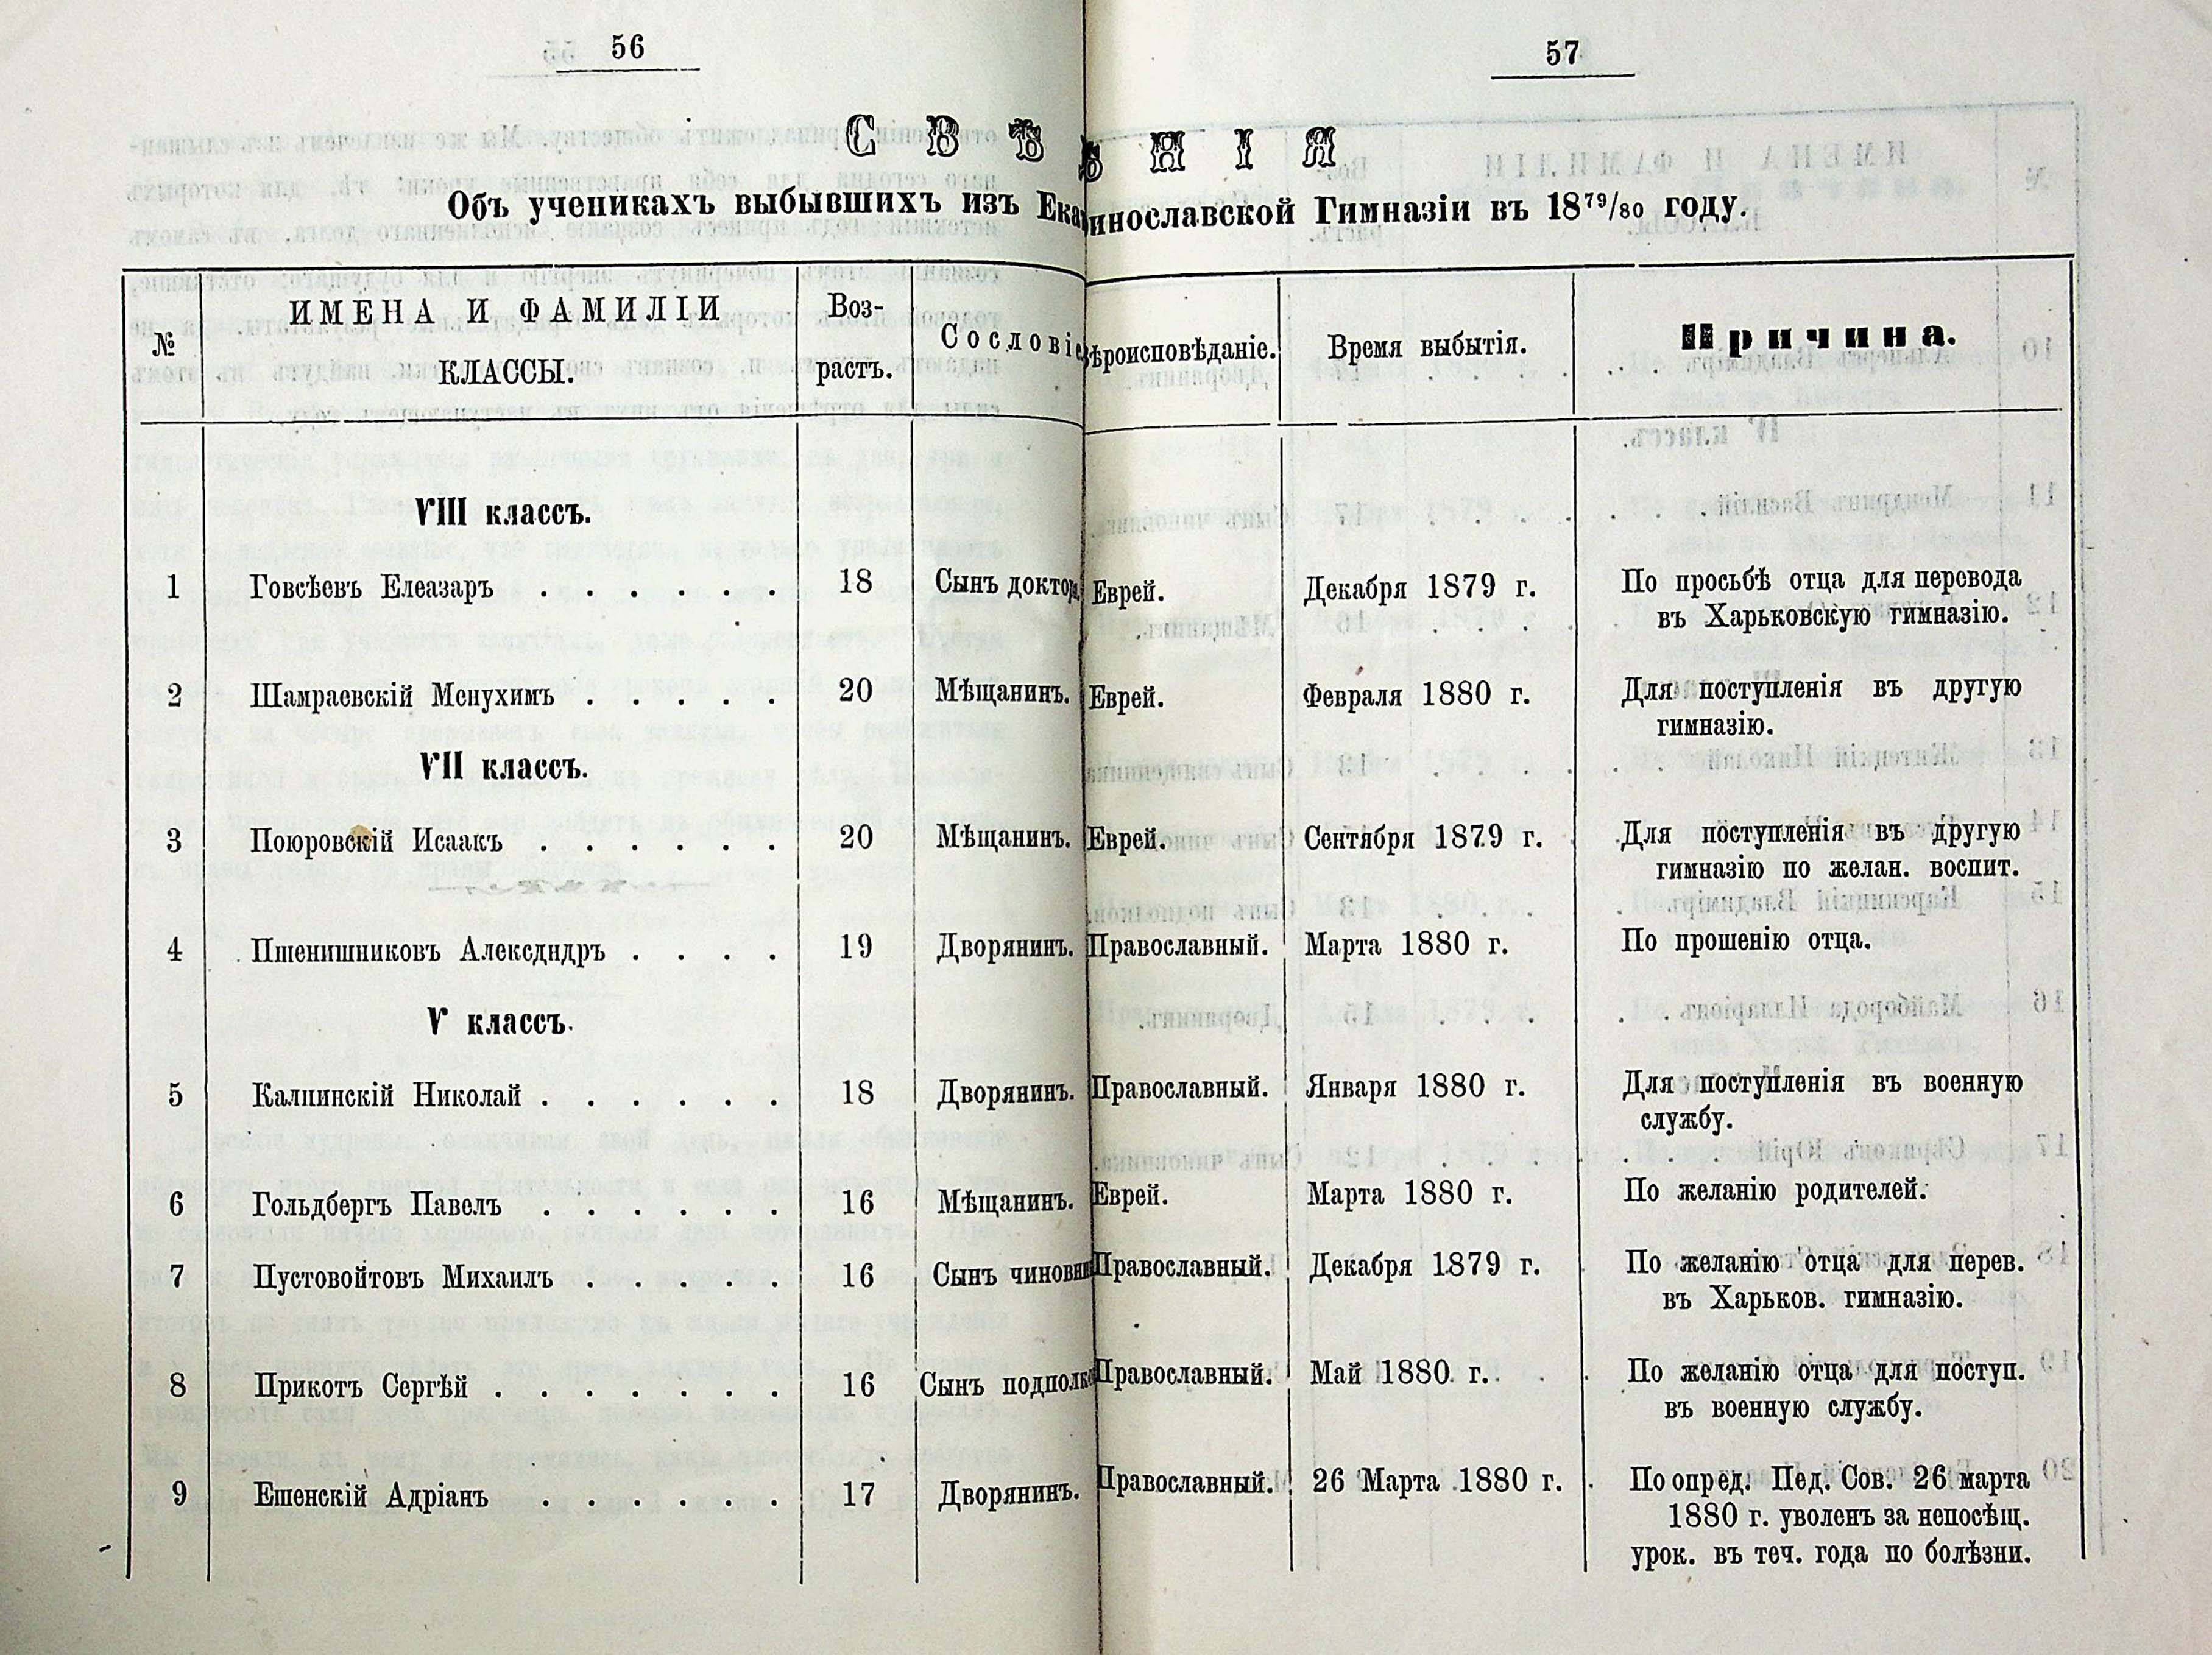 56
57
С В Ѣ Н І Я
Объ ученикахъ выбывшихъ изъ Ека инославской Гимназіи въ 18⁷⁹/₈₀ году.
№ ИМЕНА И ФАМИЛІИ КЛАССЫ. Воз-растъ. Сословіе ѣроисповѣданіе. Время выбытія. Причина.
VIII классъ.
1 Говсѣевъ Елеазаръ . . . . . . 18 Сынъ доктора Еврей. Декабря 1879 г. По просьбѣ отца для перевода
въ Харьковскую гимназію.
2 Шамраевскій Менухимъ . . . . . 20 Мѣщанинъ. Еврей. Февраля 1880 г. Для поступленія въ другую
гимназію.
VII классъ.
3 Поюровскій Исаакъ . . . . . . 20 Мѣщанинъ. Еврей. Сентября 1879 г. Для поступленія въ другую
гимназію по желан. воспит.
4 Пшенишниковъ Алексдндръ . . . . 19 Дворянинъ. Православный. Марта 1880 г. По прошенію отца.
V классъ.
5 Калпинскій Николай . . . . . . 18 Дворянинъ. Православный. Января 1880 г. Для поступленія въ военную
службу.
6 Гольдбергъ Павелъ . . . . . . 16 Мѣщанинъ. Еврей. Марта 1880 г. По желанію родителей.
7 Пустовойтовъ Михаилъ . . . . . 16 Сынъ чиновни Православный. Декабря 1879 г. По желанію отца для перев.
въ Харьков. гимназію.
8 Прикотъ Сергѣй . . . . . . . 16 Сынъ подполко Православный. Май 1880 г. По желанію отца для поступ.
въ военную службу.
9 Ешенскій Адріанъ . . . . . . 17 Дворянинъ. Православный. 26 Марта 1880 г. По опред. Пед. Сов. 26 марта
1880 г. уволенъ за непосѣщ.
урок. въ теч. года по болѣзни.